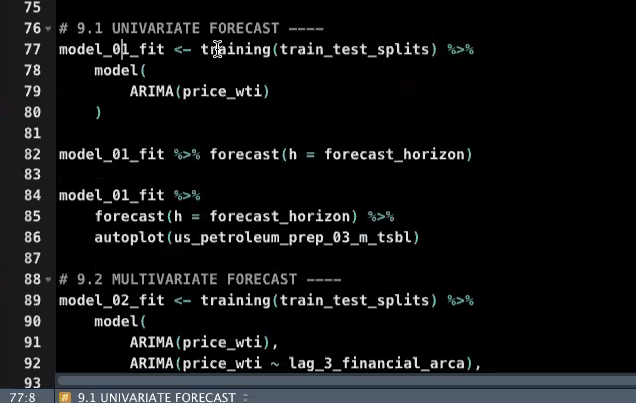 75
76 # 9.1 UNIVARIATE FORECAST ----
77 model_01_fit <- training(train_test_splits) %>%
78     model(
79         ARIMA(price_wti)
80     )
81
82 model_01_fit %>% forecast(h = forecast_horizon)
83
84 model_01_fit %>%
85     forecast(h = forecast_horizon) %>%
86     autoplot(us_petroleum_prep_03_m_tsbl)
87
88 # 9.2 MULTIVARIATE FORECAST ----
89 model_02_fit <- training(train_test_splits) %>%
90     model(
91         ARIMA(price_wti),
92         ARIMA(price_wti ~ lag_3_financial_arca),
93
77:8 # 9.1 UNIVARIATE FORECAST